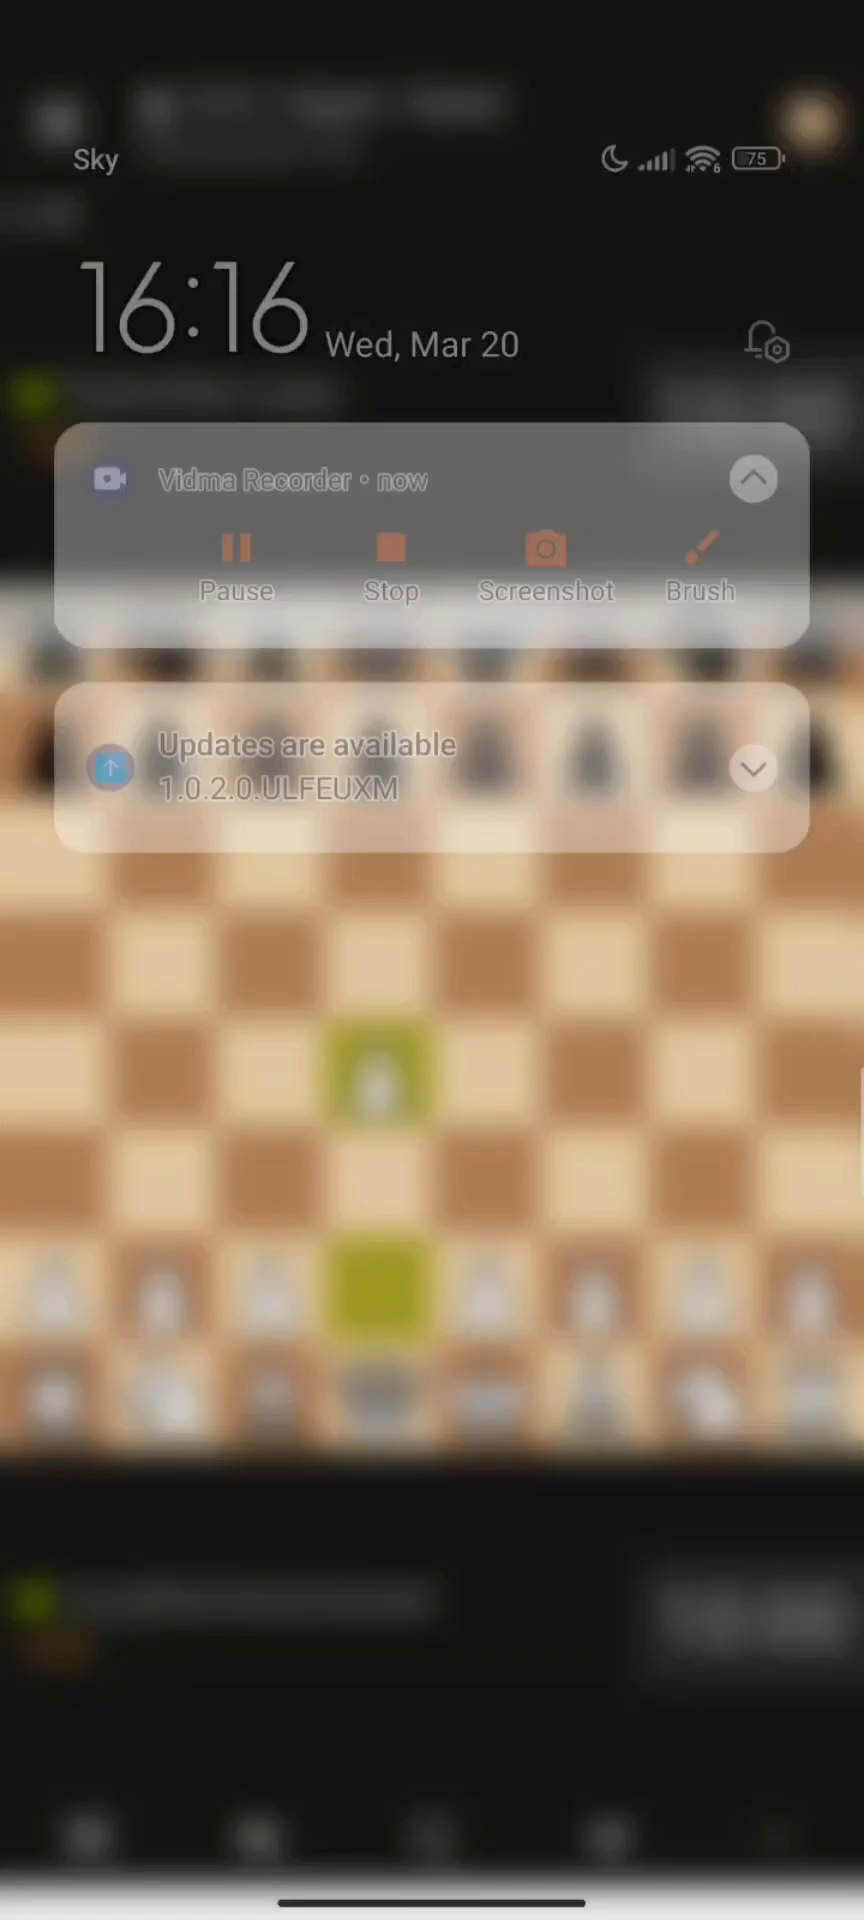 Sky
75
16:16 Wed, Mar 20
Vidma Recorder • now
Pause Stop Screenshot Brush
Updates are available
1.0.2.0.ULFEUXM